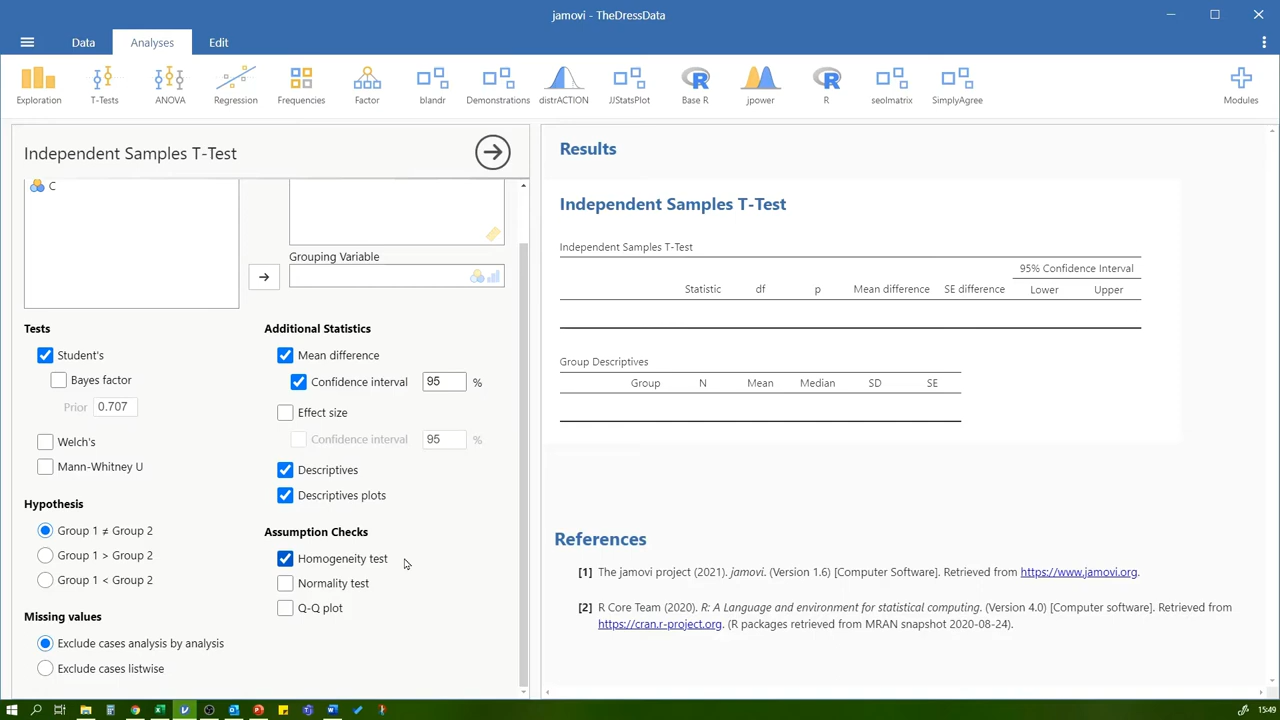 jamovi - TheDressData
Data
Analyses
Edit
Exploration
T-Tests
ANOVA
Regression
Frequencies
Factor
blandr
Demonstrations
distrACTION
JJStatsPlot
Base R
jpower
R
seolmatrix
SimplyAgree
Modules
Independent Samples T-Test
C
Grouping Variable
Tests
Student's
Bayes factor
Prior 0.707
Welch's
Mann-Whitney U
Hypothesis
Group 1 ≠ Group 2
Group 1 > Group 2
Group 1 < Group 2
Missing values
Exclude cases analysis by analysis
Exclude cases listwise
Additional Statistics
Mean difference
Confidence interval 95 %
Effect size
Confidence interval 95 %
Descriptives
Descriptives plots
Assumption Checks
Homogeneity test
Normality test
Q-Q plot
Results
Independent Samples T-Test
Independent Samples T-Test
95% Confidence Interval
Statistic df p Mean difference SE difference Lower Upper
Group Descriptives
Group N Mean Median SD SE
References
[1] The jamovi project (2021). jamovi. (Version 1.6) [Computer Software]. Retrieved from https://www.jamovi.org.
[2] R Core Team (2020). R: A Language and environment for statistical computing. (Version 4.0) [Computer software]. Retrieved from
https://cran.r-project.org. (R packages retrieved from MRAN snapshot 2020-08-24).
15:49